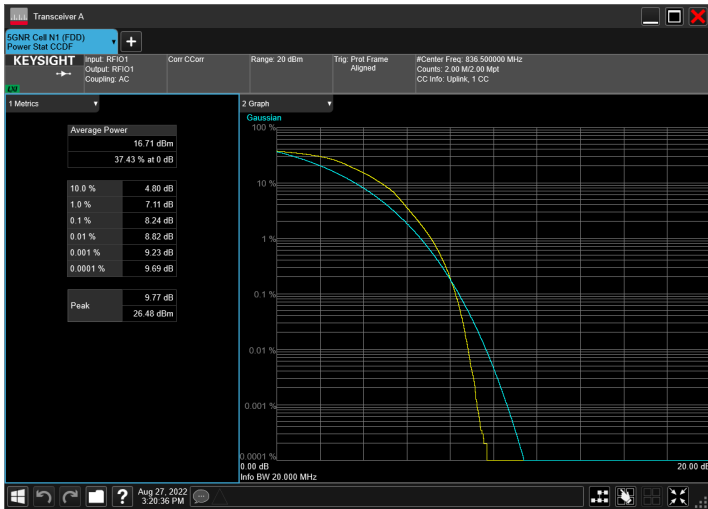 Transceiver A
5GNR Cell N1 (FDD)
Power Stat CCDF
KEYSIGHT
LXI
Input: RFIO1
Output: RFIO1
Coupling: AC
Corr CCorr
Range: 20 dBm
Trig: Prot Frame
Aligned
#Center Freq: 836.500000 MHz
Counts: 2.00 M/2.00 Mpt
CC Info: Uplink, 1 CC
1 Metrics
Average Power
16.71 dBm
37.43 % at 0 dB
10.0 % 4.80 dB
1.0 % 7.11 dB
0.1 % 8.24 dB
0.01 % 8.82 dB
0.001 % 9.23 dB
0.0001 % 9.69 dB
Peak
9.77 dB
26.48 dBm
2 Graph
Gaussian
100 %
10 %
1 %
0.1 %
0.01 %
0.001 %
0.0001 %
0.00 dB
20.00 dB
Info BW 20.000 MHz
Aug 27, 2022
3:20:36 PM